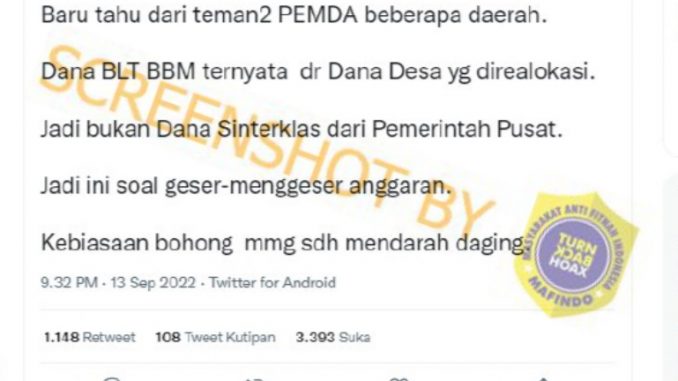 Baru tahu dari teman2 PEMDA beberapa daerah.
Dana BLT BBM ternyata dr Dana Desa yg direalokasi.
Jadi bukan Dana Sinterklas dari Pemerintah Pusat.
Jadi ini soal geser-menggeser anggaran.
Kebiasaan bohong mmg sdh mendarah daging.
9.32 PM · 13 Sep 2022 · Twitter for Android
1.148 Retweet 108 Tweet Kutipan 3.393 Suka
SCREENSHOT BY
MASYARAKAT ANTI FITNAH INDONESIA
TURN
BACK
HOAX
MAFINDO